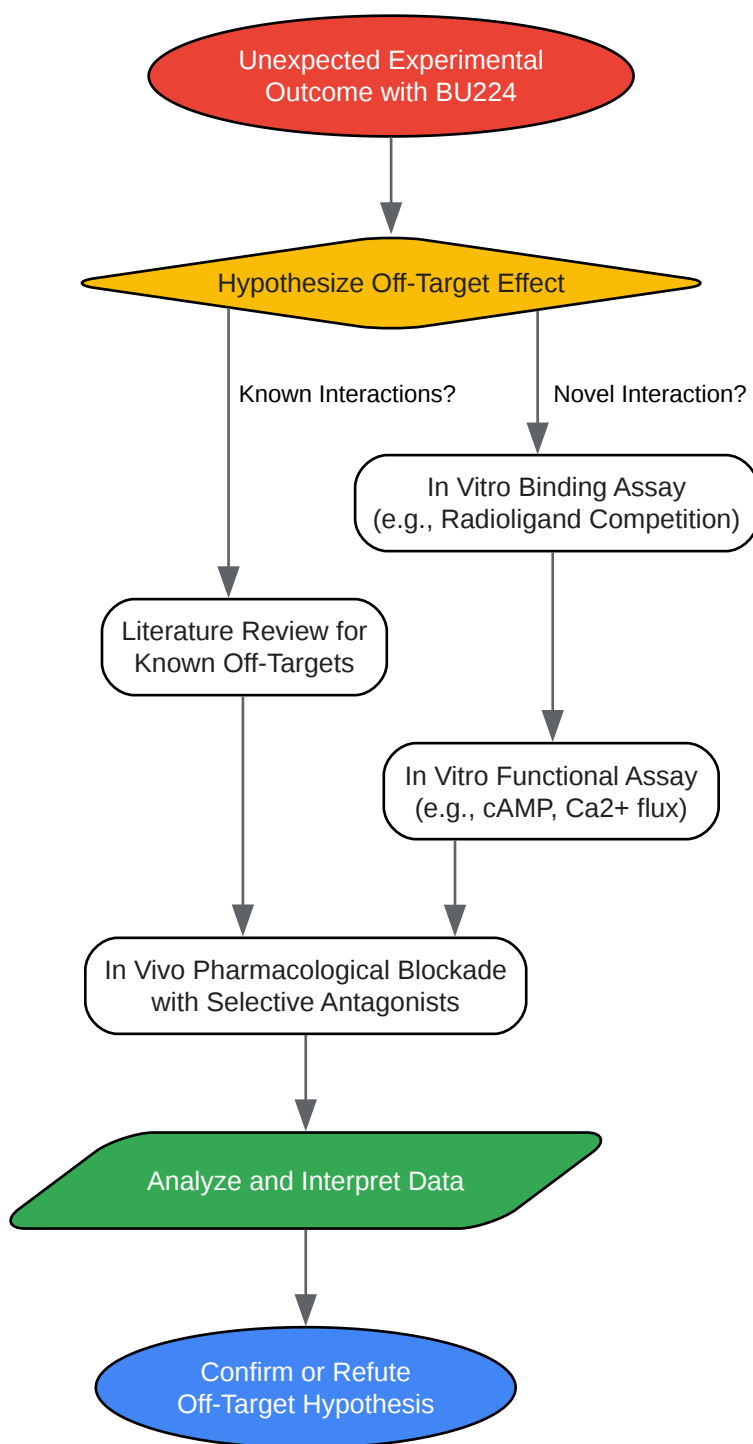 Unexpected Experimental
Outcome with BU224
Hypothesize Off-Target Effect
Known Interactions?
Novel Interaction?
In Vitro Binding Assay
(e.g., Radioligand Competition)
Literature Review for
Known Off-Targets
In Vitro Functional Assay
(e.g., cAMP, Ca2+ flux)
In Vivo Pharmacological Blockade
with Selective Antagonists
Analyze and Interpret Data
Confirm or Refute
Off-Target Hypothesis